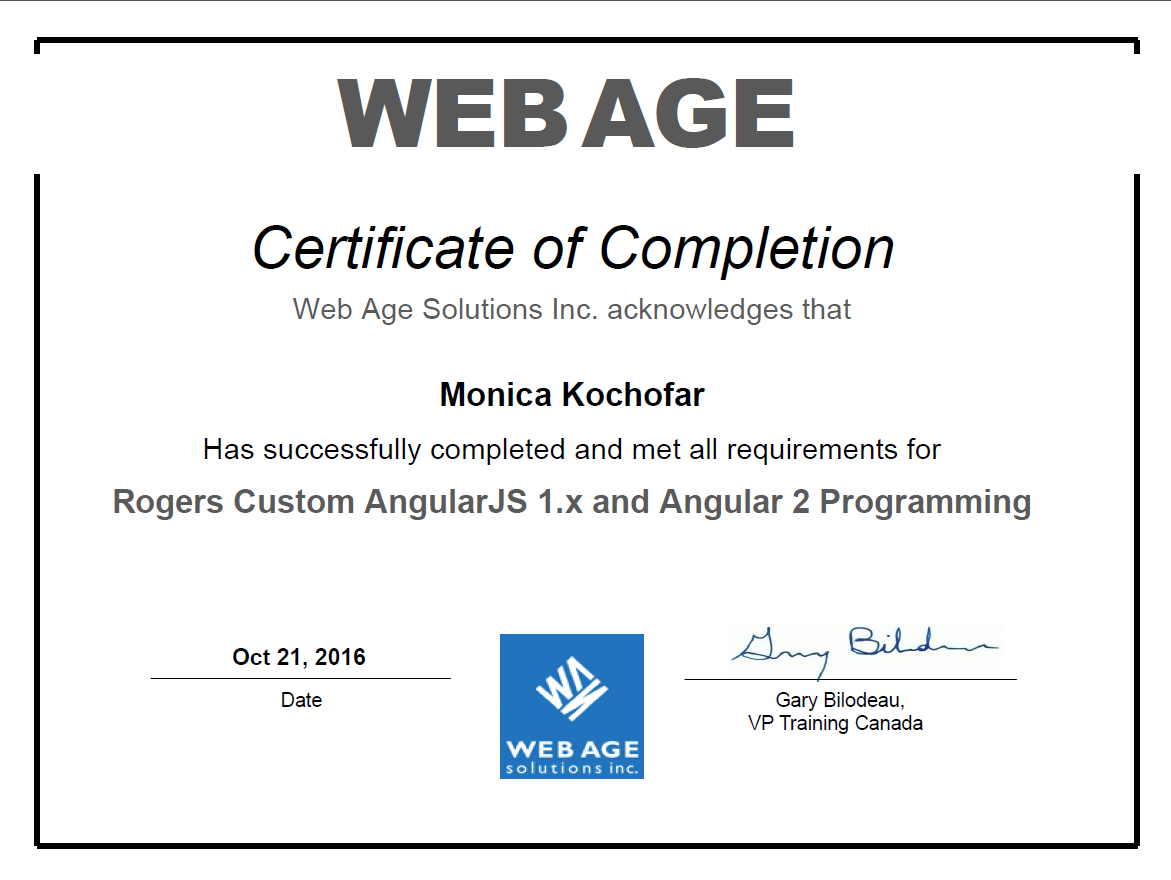 WEB AGE
Certificate of Completion
Web Age Solutions Inc. acknowledges that
Monica Kochofar
Has successfully completed and met all requirements for
Rogers Custom AngularJS 1.x and Angular 2 Programming
Oct 21, 2016
Date
WA
WEB AGE
solutions inc.
Gary Bilodeau
Gary Bilodeau,
VP Training Canada